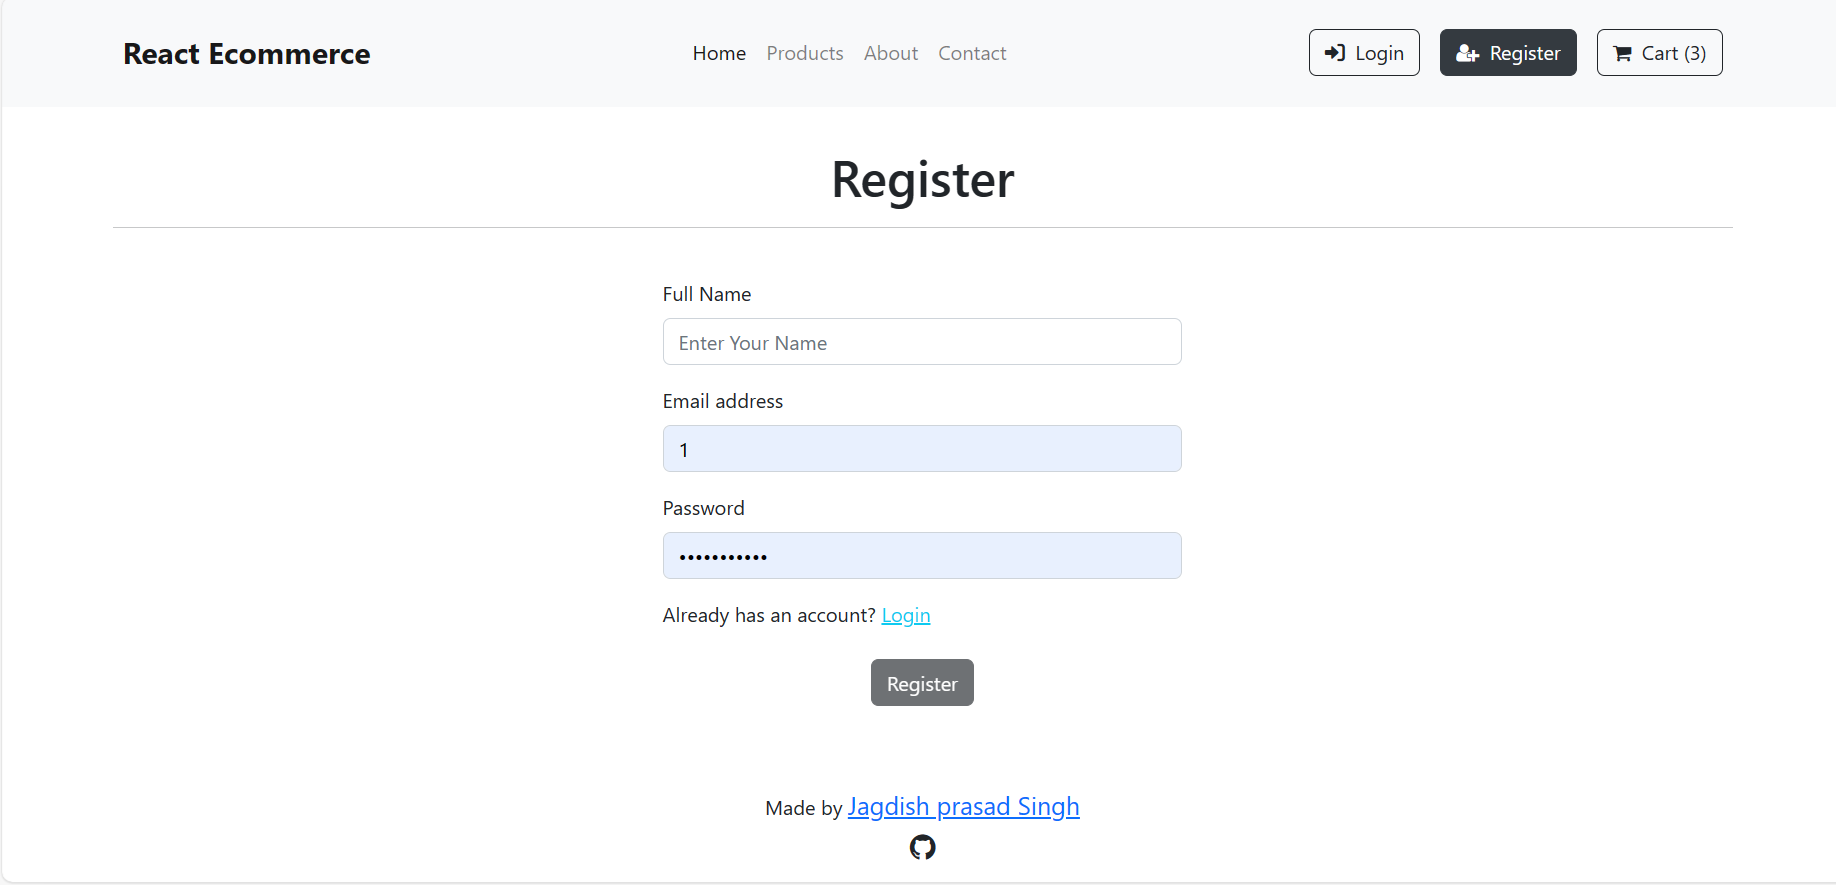 React Ecommerce
Home Products About Contact
Login Register Cart (3)
Register
Full Name
Enter Your Name
Email address
1
Password
•••••••••••
Already has an account? Login
Register
Made by Jagdish prasad Singh